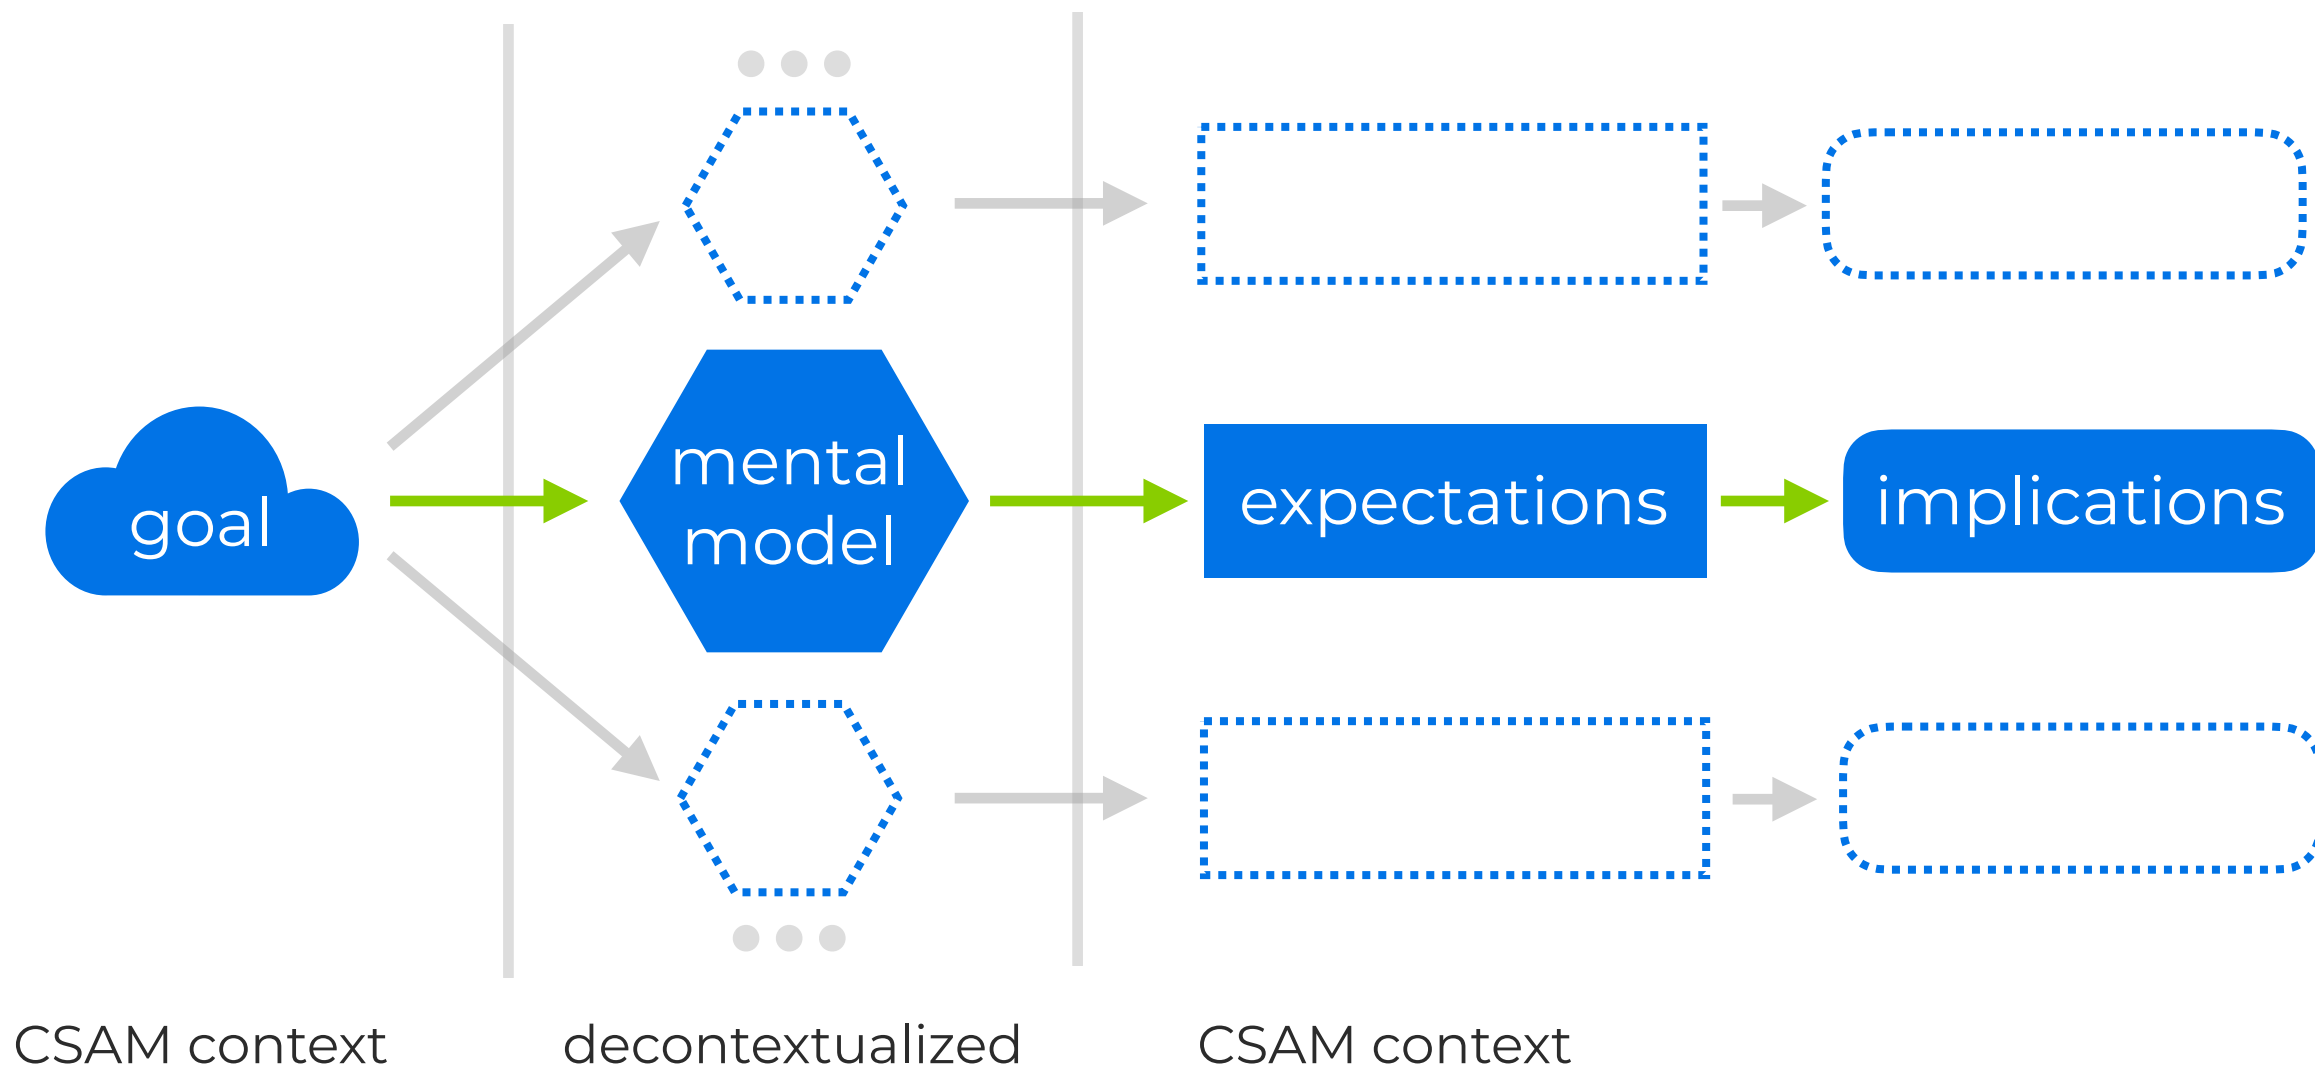 goal
mental
model
expectations
implications
CSAM context
decontextualized
CSAM context